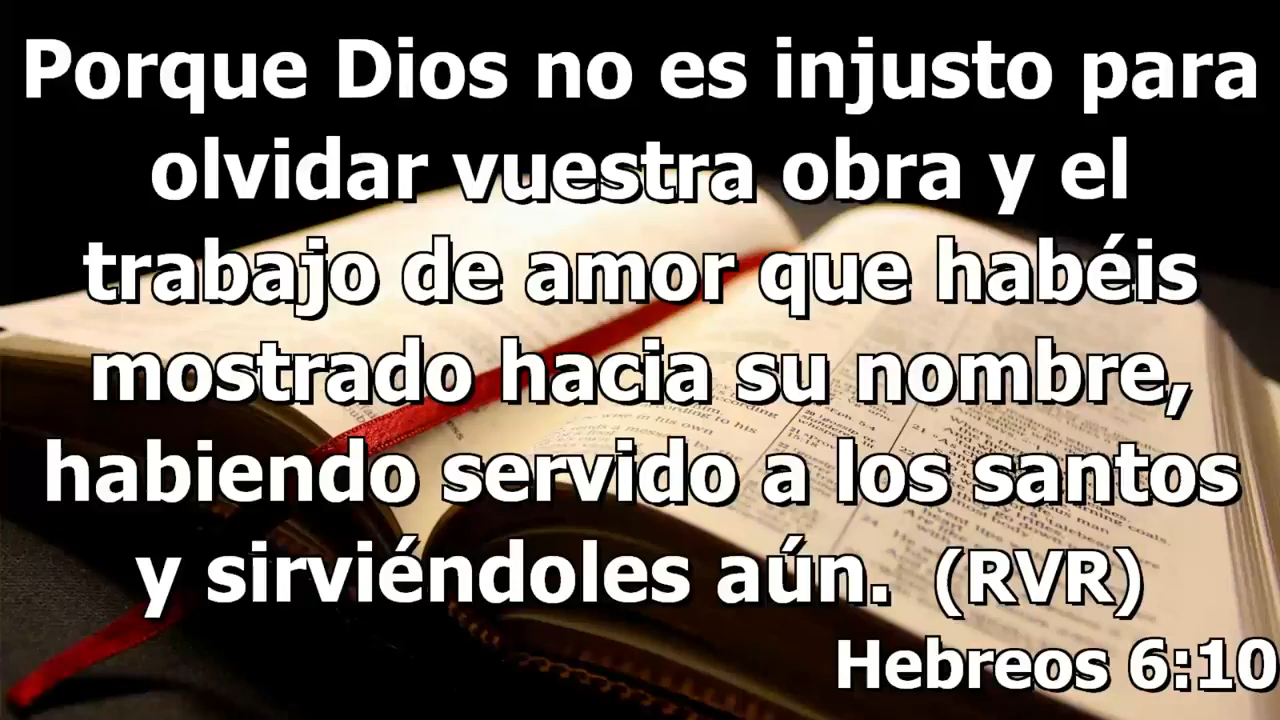 Porque Dios no es injusto para
olvidar vuestra obra y el
trabajo de amor que habéis
mostrado hacia su nombre,
habiendo servido a los santos
y sirviéndoles aún. (RVR)
Hebreos 6:10